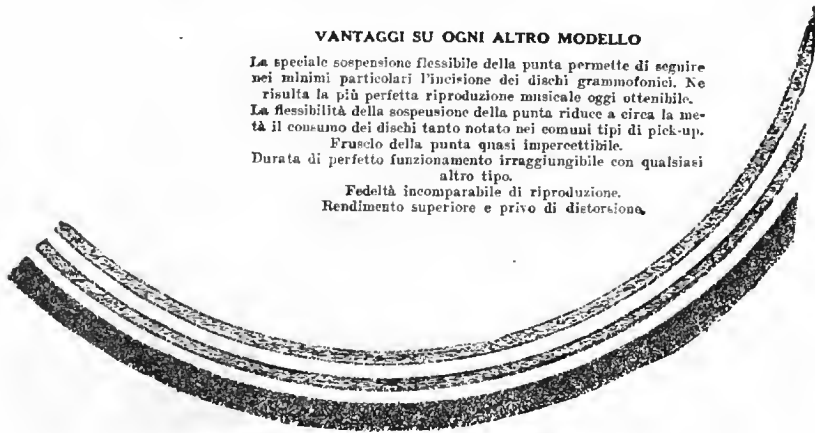 VANTAGGI SU OGNI ALTRO MODELLO
La speciale sospensione flessibile della punta permette di seguire
nei minimi particolari l'incisione dei dischi grammofonici. Ne
risulta la più perfetta riproduzione musicale oggi ottenibile.
La flessibilità della sospensione della punta riduce a circa la me-
tà il consumo dei dischi tanto notato nei comuni tipi di pick-up.
Fruscio della punta quasi impercettibile.
Durata di perfetto funzionamento irraggiungibile con qualsiasi
altro tipo.
Fedeltà incomparabile di riproduzione.
Rendimento superiore e privo di distorsione.